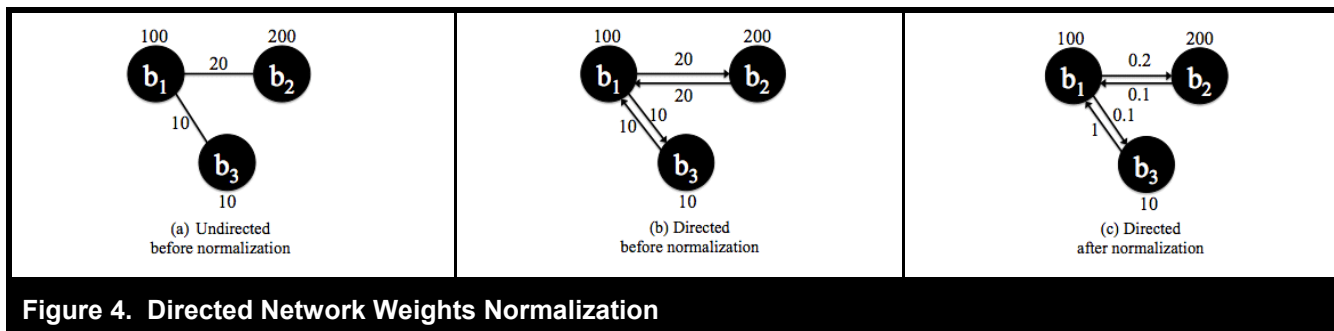 100
200
20
b1
b2
10
b3
10
(a) Undirected
before normalization
100
200
20
b1
b2
20
10
10
b3
10
(b) Directed
before normalization
100
200
0.2
b1
b2
0.1
0.1
1
b3
10
(c) Directed
after normalization
Figure 4. Directed Network Weights Normalization